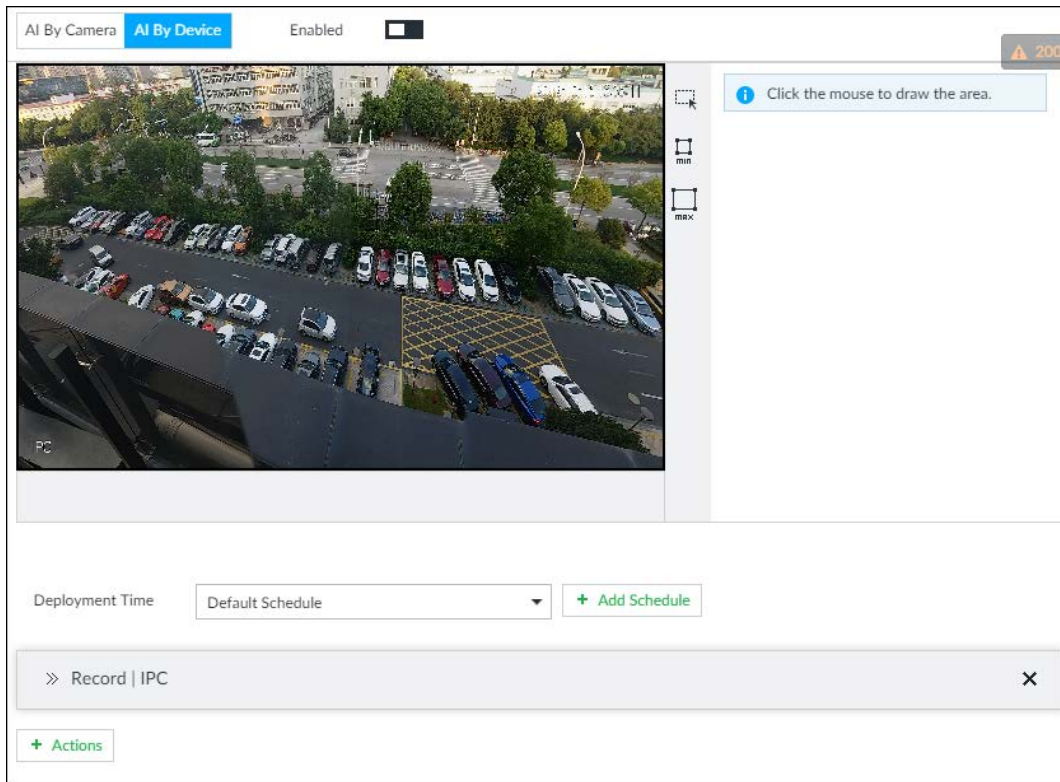 AI By Camera AI By Device Enabled
200
Click the mouse to draw the area.
min
max
PC
Deployment Time Default Schedule + Add Schedule
Record | IPC
+ Actions